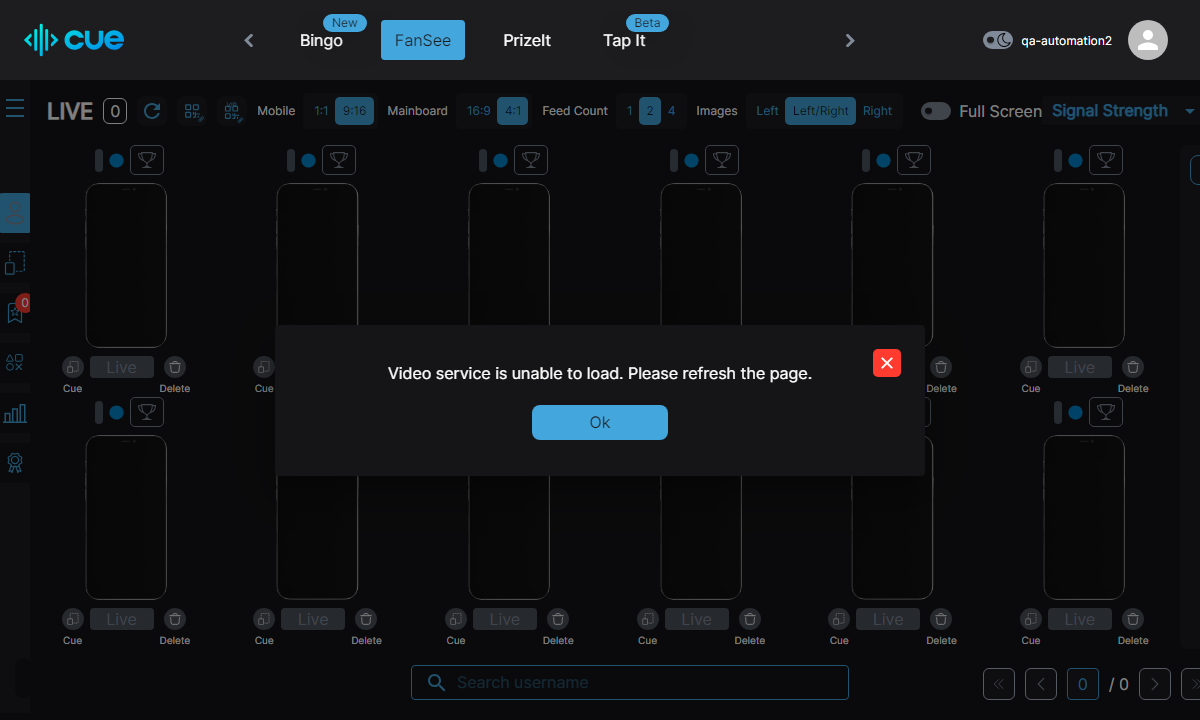 cue
Bingo
New
FanSee
PrizeIt
Tap It
Beta
qa-automation2
LIVE 0
Mobile 1:1 9:16
Mainboard 16:9 4:1
Feed Count 1 2 4
Images Left Left/Right Right
Full Screen
Signal Strength
0
Live
Cue Delete
Cue
Delete
Live
Cue Delete
Video service is unable to load. Please refresh the page.
Ok
Live Live Live Live Live Live
Cue Delete Cue Delete Cue Delete Cue Delete Cue Delete Cue Delete
Search username
0 / 0